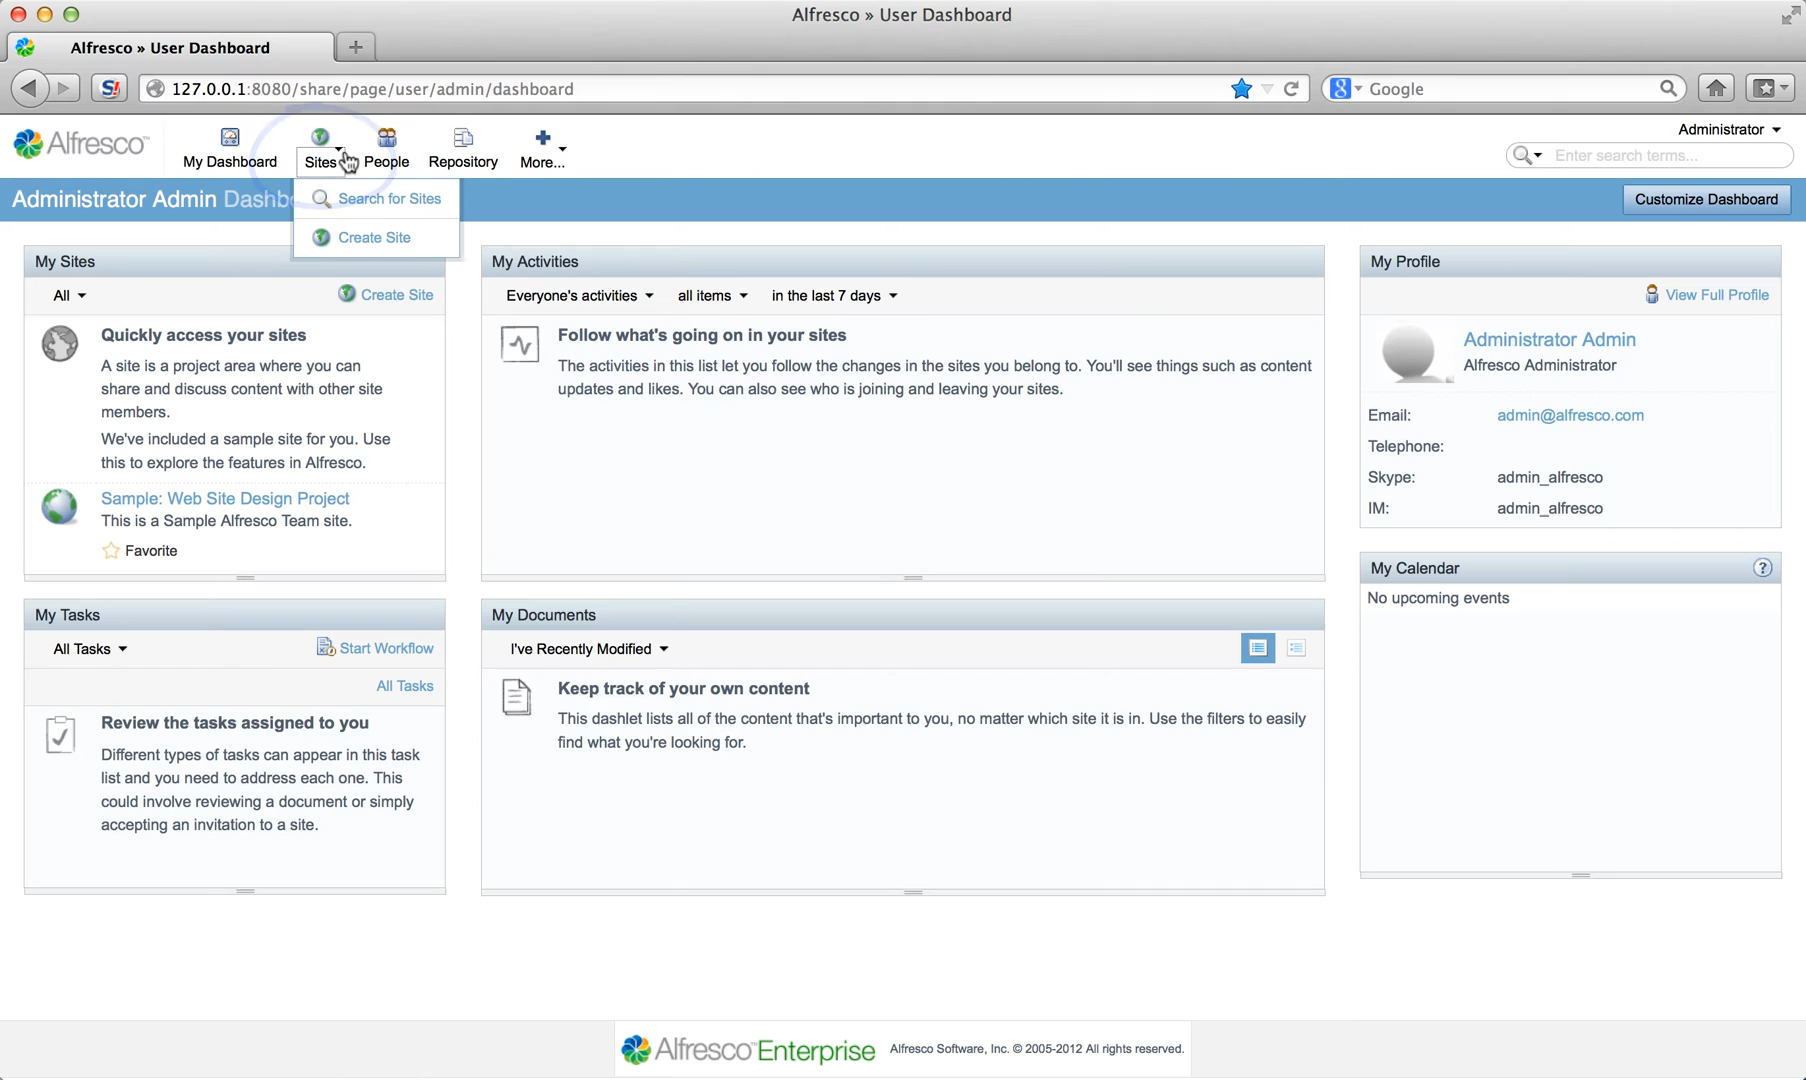 Alfresco » User Dashboard
Alfresco » User Dashboard
127.0.0.1:8080/share/page/user/admin/dashboard
Google
Alfresco™
My Dashboard
Sites
People
Repository
More...
Administrator
Enter search terms...
Administrator Admin Dashbo
Customize Dashboard
Search for Sites
Create Site
My Sites
All
Create Site
Quickly access your sites
A site is a project area where you can
share and discuss content with other site
members.
We've included a sample site for you. Use
this to explore the features in Alfresco.
Sample: Web Site Design Project
This is a Sample Alfresco Team site.
Favorite
My Activities
Everyone's activities
all items
in the last 7 days
Follow what's going on in your sites
The activities in this list let you follow the changes in the sites you belong to. You'll see things such as content
updates and likes. You can also see who is joining and leaving your sites.
My Profile
View Full Profile
Administrator Admin
Alfresco Administrator
Email: admin@alfresco.com
Telephone:
Skype: admin_alfresco
IM: admin_alfresco
My Calendar
?
No upcoming events
My Tasks
All Tasks
Start Workflow
All Tasks
Review the tasks assigned to you
Different types of tasks can appear in this task
list and you need to address each one. This
could involve reviewing a document or simply
accepting an invitation to a site.
My Documents
I've Recently Modified
Keep track of your own content
This dashlet lists all of the content that's important to you, no matter which site it is in. Use the filters to easily
find what you're looking for.
Alfresco™ Enterprise
Alfresco Software, Inc. © 2005-2012 All rights reserved.